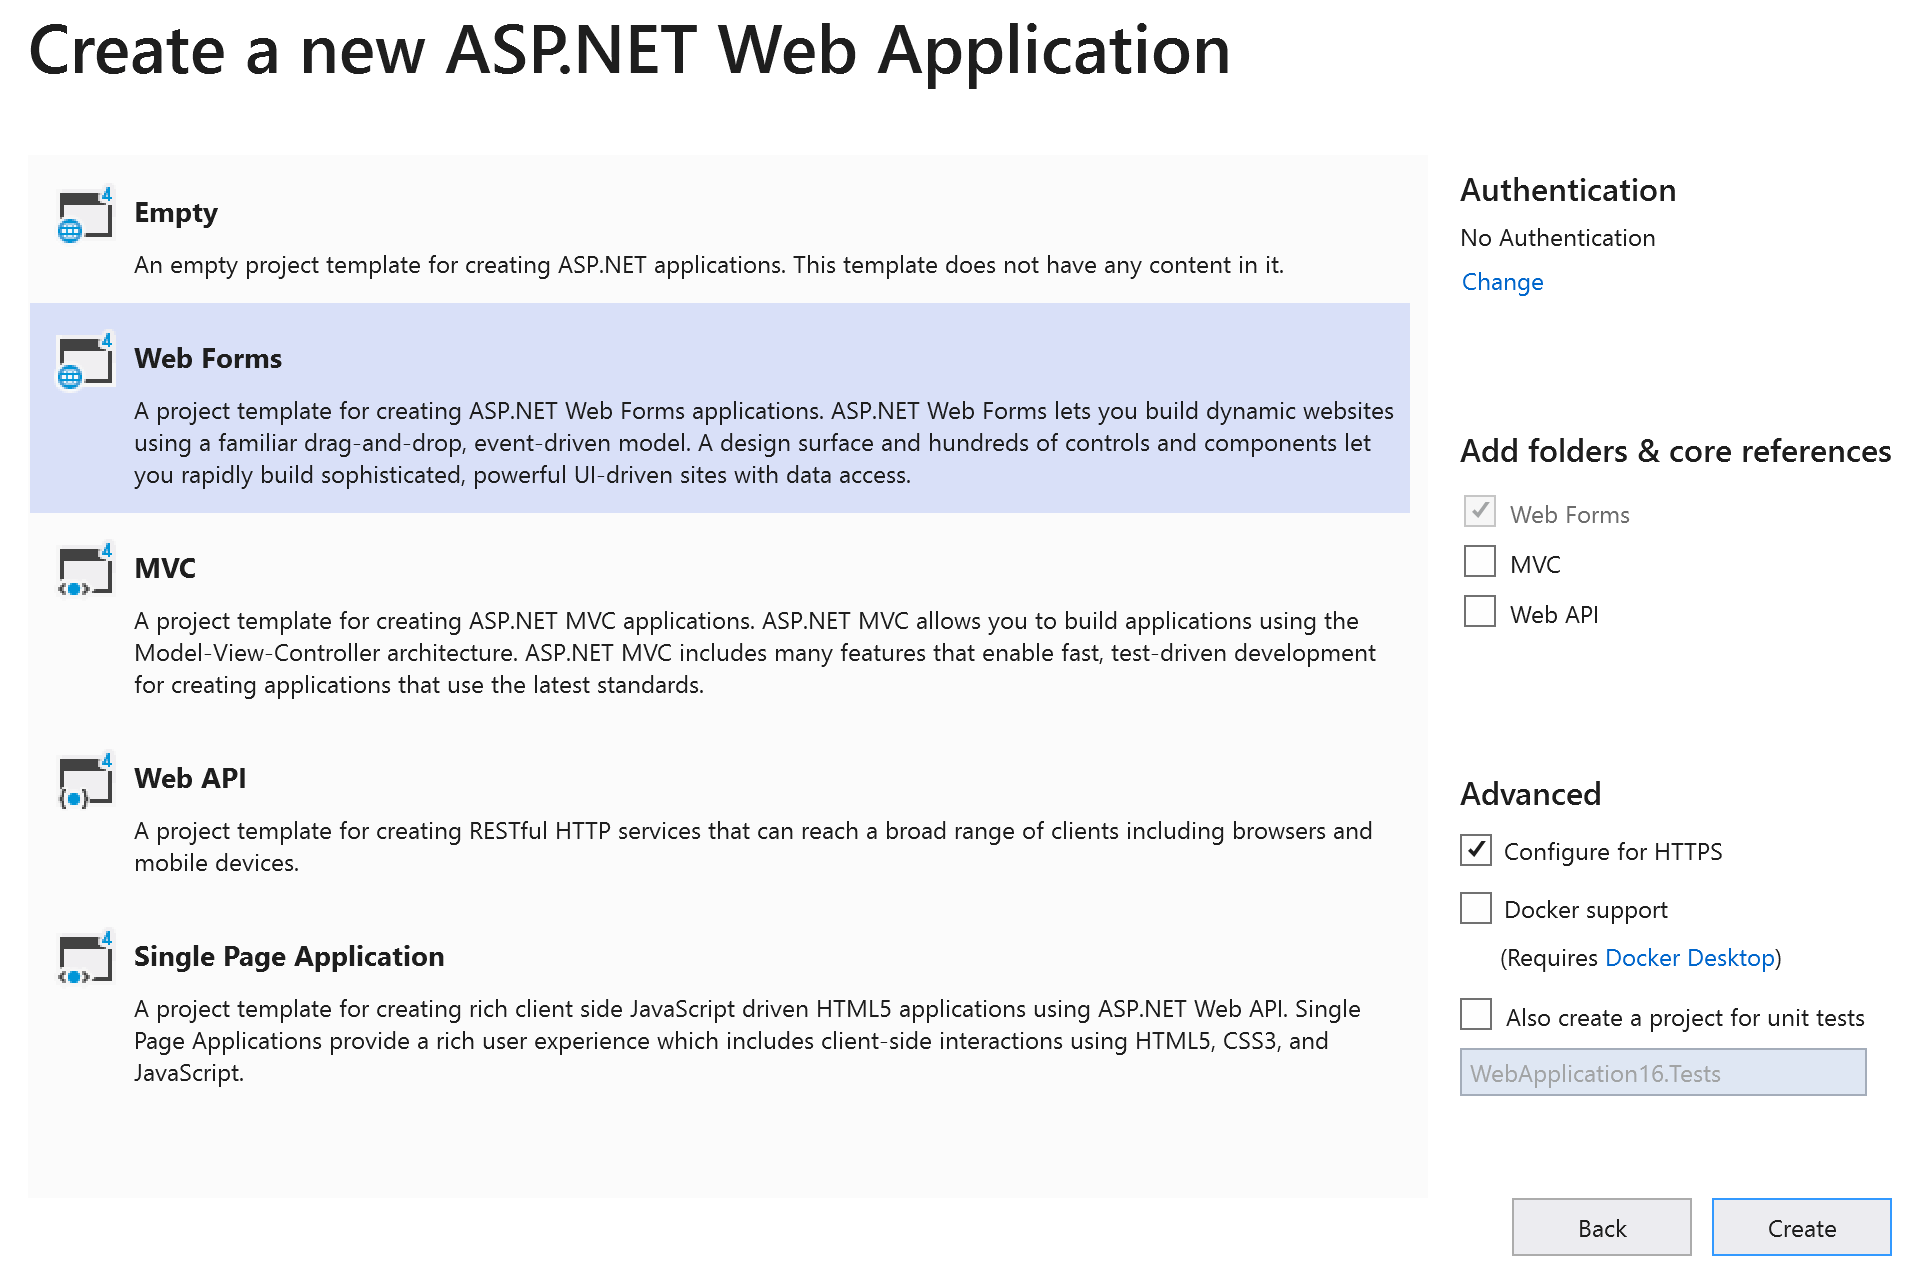 Create a new ASP.NET Web Application
4
Empty
An empty project template for creating ASP.NET applications. This template does not have any content in it.
4
Web Forms
A project template for creating ASP.NET Web Forms applications. ASP.NET Web Forms lets you build dynamic websites
using a familiar drag-and-drop, event-driven model. A design surface and hundreds of controls and components let
you rapidly build sophisticated, powerful UI-driven sites with data access.
4
MVC
A project template for creating ASP.NET MVC applications. ASP.NET MVC allows you to build applications using the
Model-View-Controller architecture. ASP.NET MVC includes many features that enable fast, test-driven development
for creating applications that use the latest standards.
4
Web API
A project template for creating RESTful HTTP services that can reach a broad range of clients including browsers and
mobile devices.
4
Single Page Application
A project template for creating rich client side JavaScript driven HTML5 applications using ASP.NET Web API. Single
Page Applications provide a rich user experience which includes client-side interactions using HTML5, CSS3, and
JavaScript.
Authentication
No Authentication
Change
Add folders & core references
Web Forms
MVC
Web API
Advanced
Configure for HTTPS
Docker support
(Requires Docker Desktop)
Also create a project for unit tests
WebApplication16.Tests
Back
Create